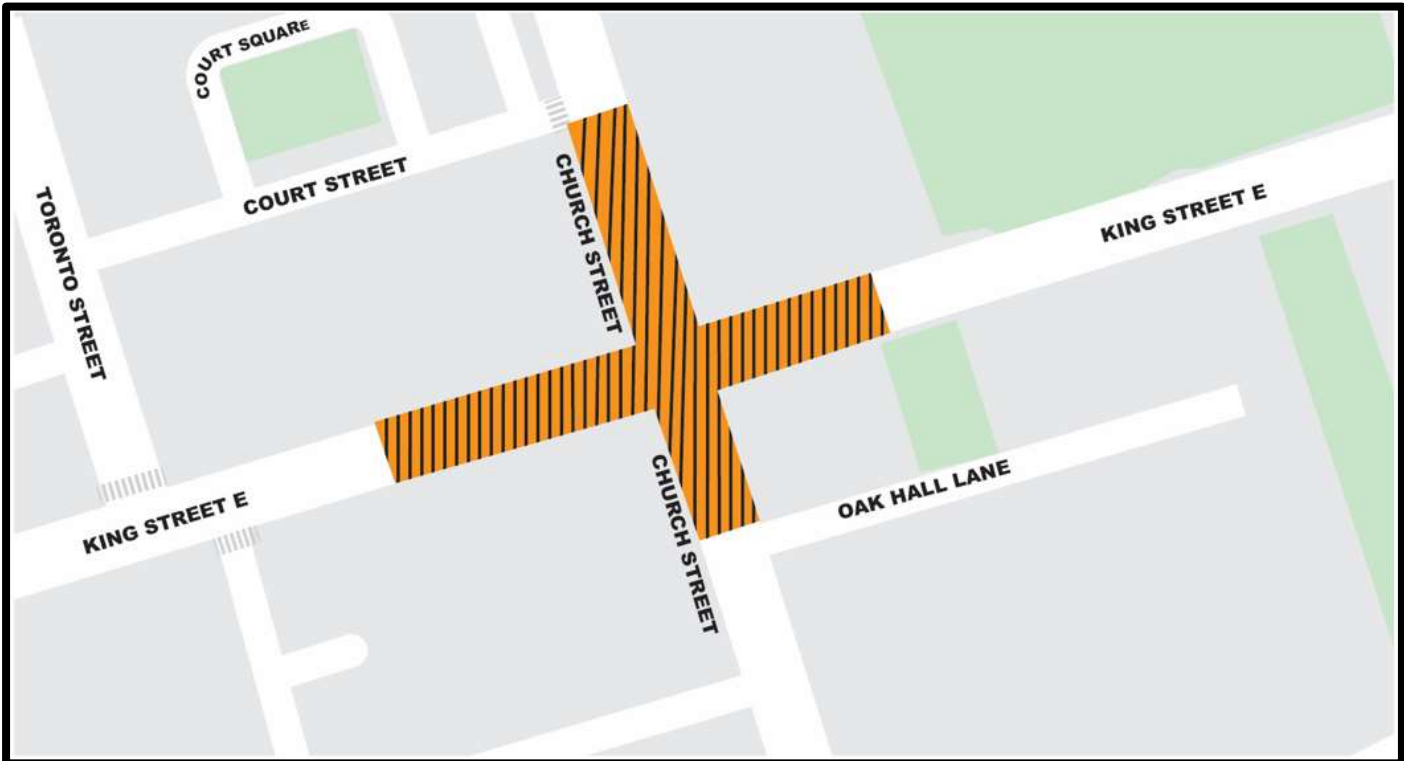 COURT SQUARE
COURT STREET
CHURCH STREET
TORONTO STREET
KING STREET E
KING STREET E
CHURCH STREET
OAK HALL LANE